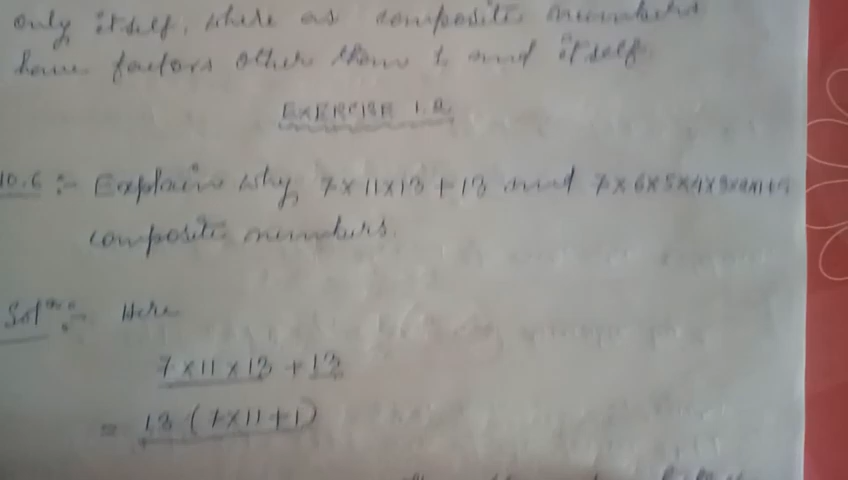 only itself, where as composite numbers
have factors other than 1 and itself.
EXERCISE 1.2
NO.6 :- Explain why 7×11×13+13 and 7×6×5×4×3×2×1+5
composite numbers.
Sol :- Here
7×11×13+13
= 13 (7×11+1)